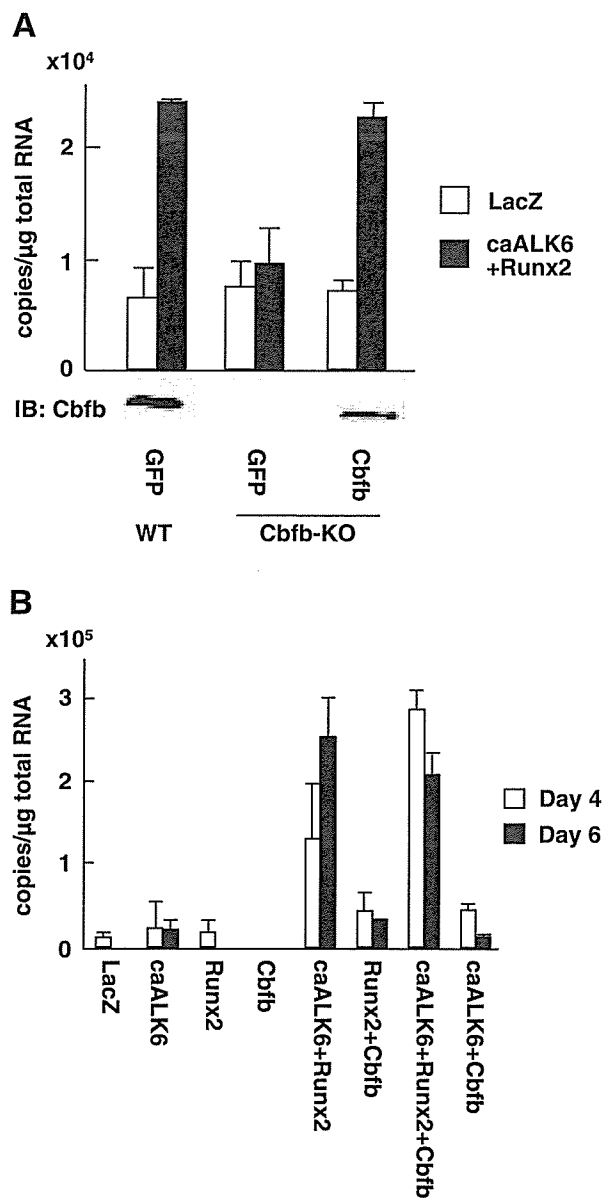 A
x10⁴
copies/µg total RNA
2
1
0
LacZ
caALK6
+Runx2
IB: Cbfb
GFP
GFP
Cbfb
WT
Cbfb-KO
B
x10⁵
copies/µg total RNA
3
2
1
0
Day 4
Day 6
LacZ
caALK6
Runx2
Cbfb
caALK6+Runx2
Runx2+Cbfb
caALK6+Runx2+Cbfb
caALK6+Cbfb